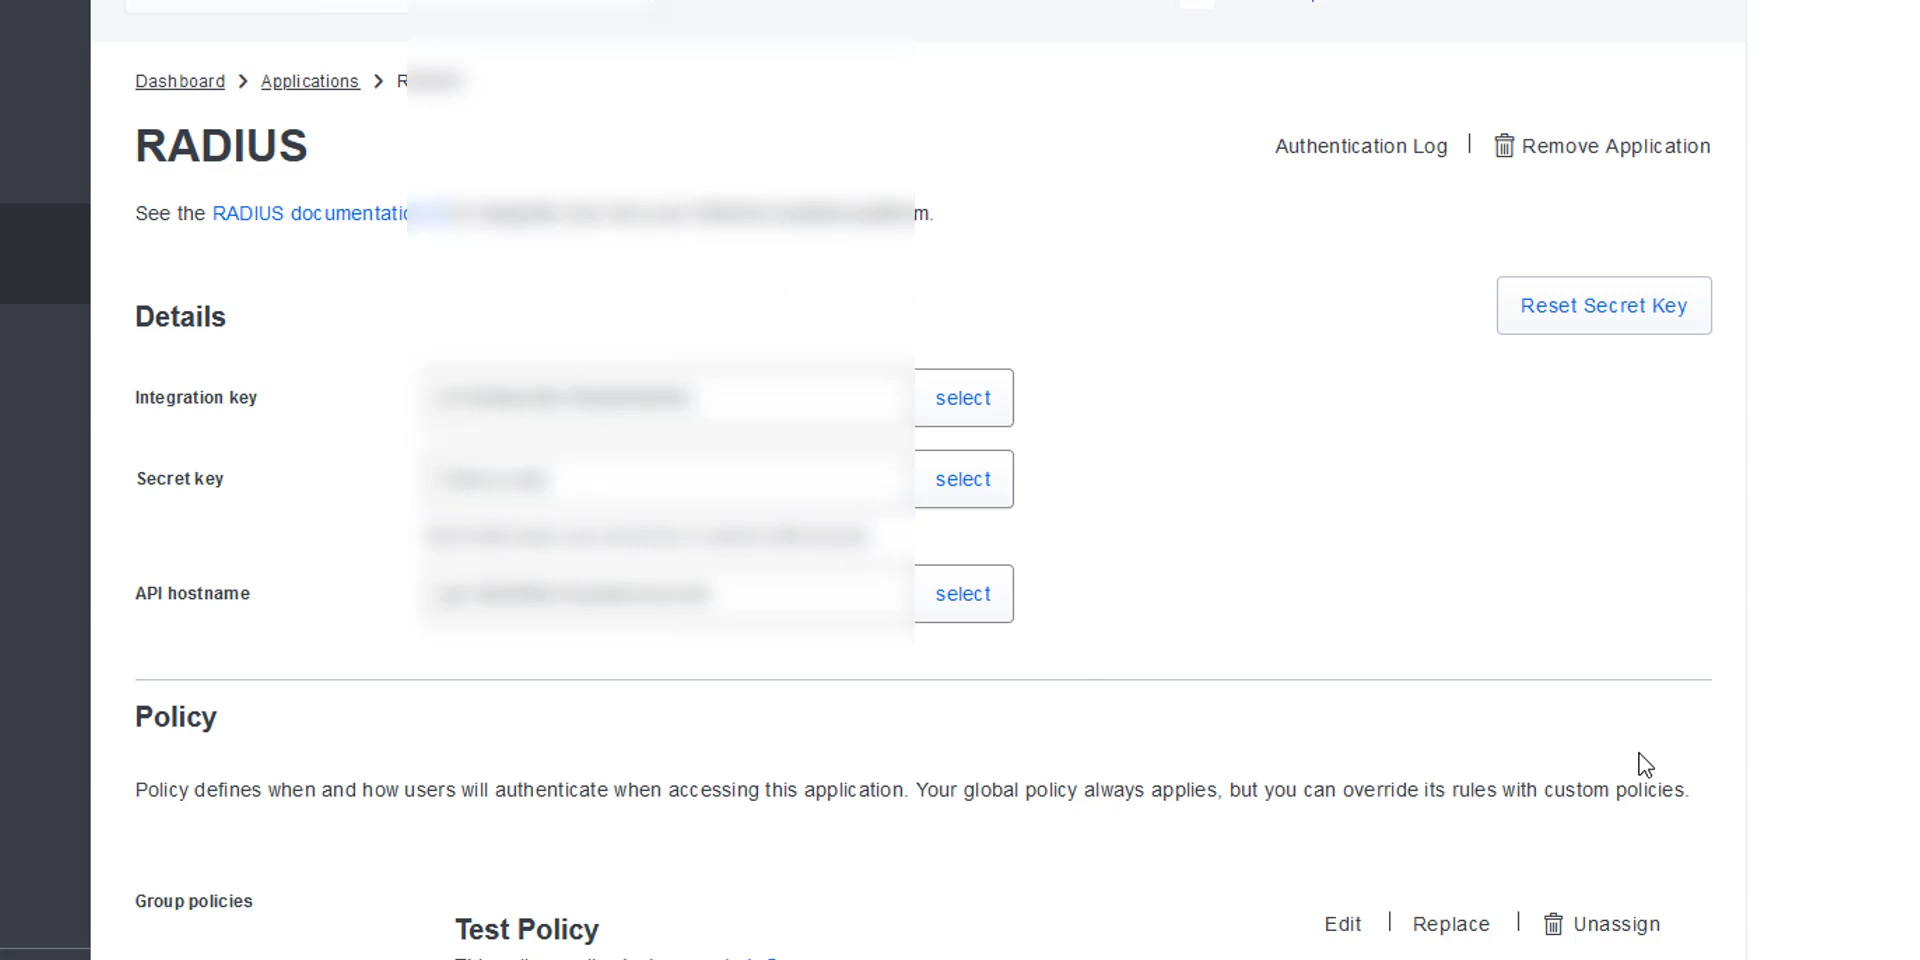 Dashboard > Applications > R
RADIUS
Authentication Log | Remove Application
See the RADIUS documentatio m.
Details
Reset Secret Key
Integration key
select
Secret key
select
API hostname
select
Policy
Policy defines when and how users will authenticate when accessing this application. Your global policy always applies, but you can override its rules with custom policies.
Group policies
Test Policy
Edit | Replace | Unassign